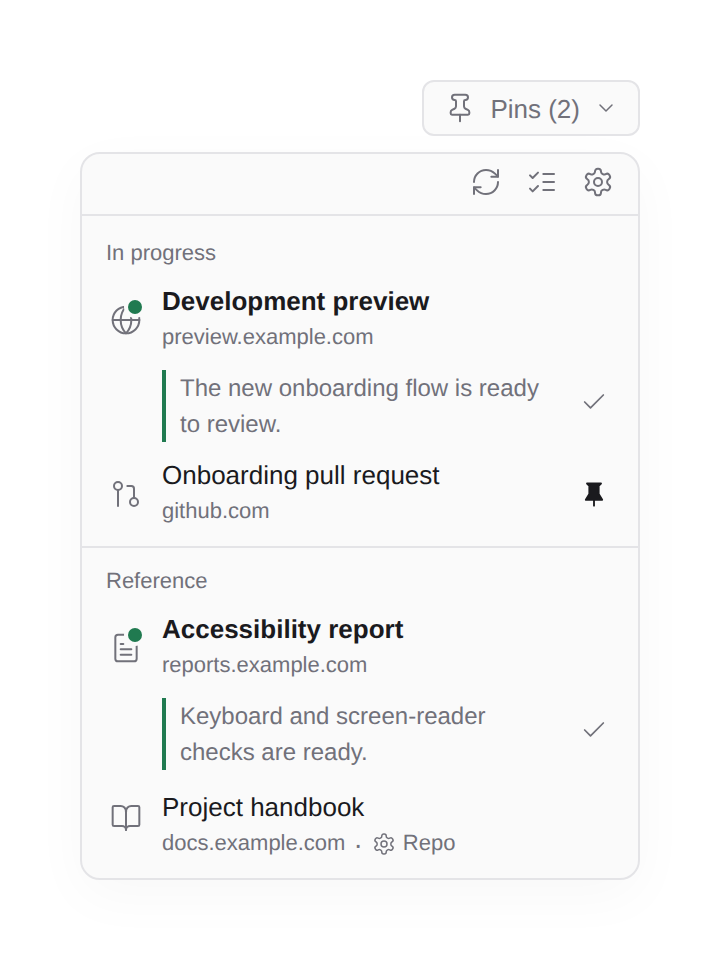 Pins (2)
In progress
Development preview
preview.example.com
The new onboarding flow is ready
to review.
Onboarding pull request
github.com
Reference
Accessibility report
reports.example.com
Keyboard and screen-reader
checks are ready.
Project handbook
docs.example.com · Repo